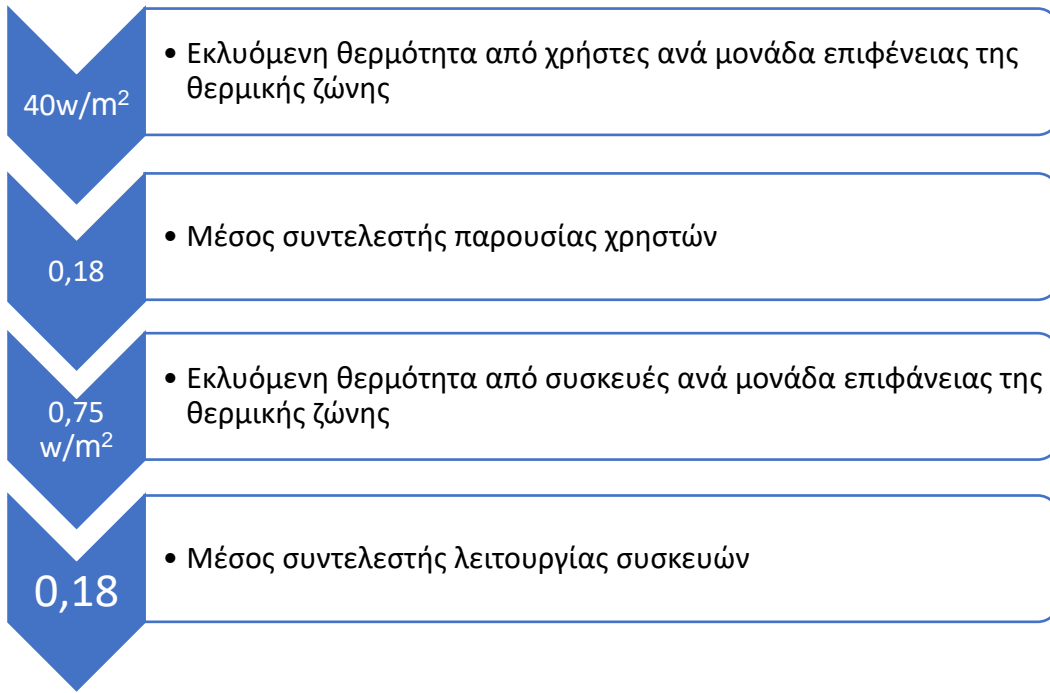 40w/m²
• Εκλυόμενη θερμότητα από χρήστες ανά μονάδα επιφένειας της
θερμικής ζώνης
0,18
• Μέσος συντελεστής παρουσίας χρηστών
0,75
w/m²
• Εκλυόμενη θερμότητα από συσκευές ανά μονάδα επιφάνειας της
θερμικής ζώνης
0,18
• Μέσος συντελεστής λειτουργίας συσκευών